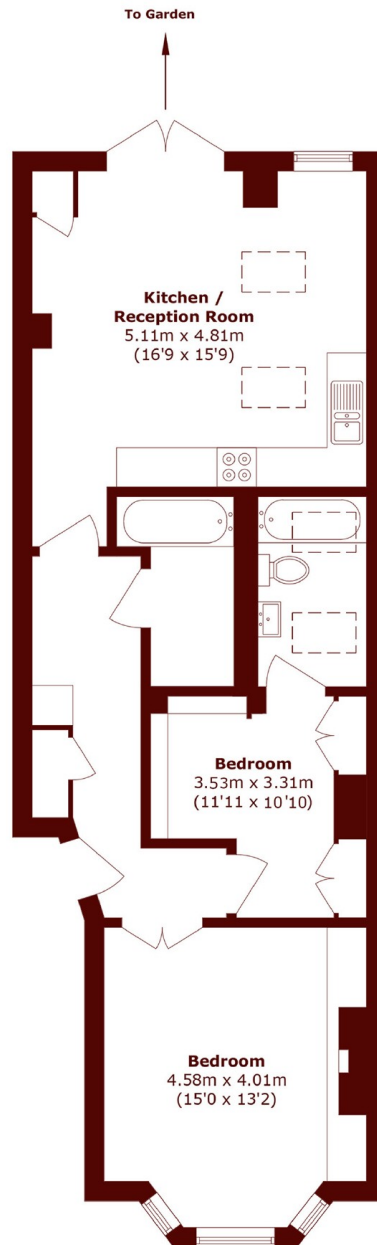 To Garden
Kitchen /
Reception Room
5.11m x 4.81m
(16'9 x 15'9)
Bedroom
3.53m x 3.31m
(11'11 x 10'10)
Bedroom
4.58m x 4.01m
(15'0 x 13'2)